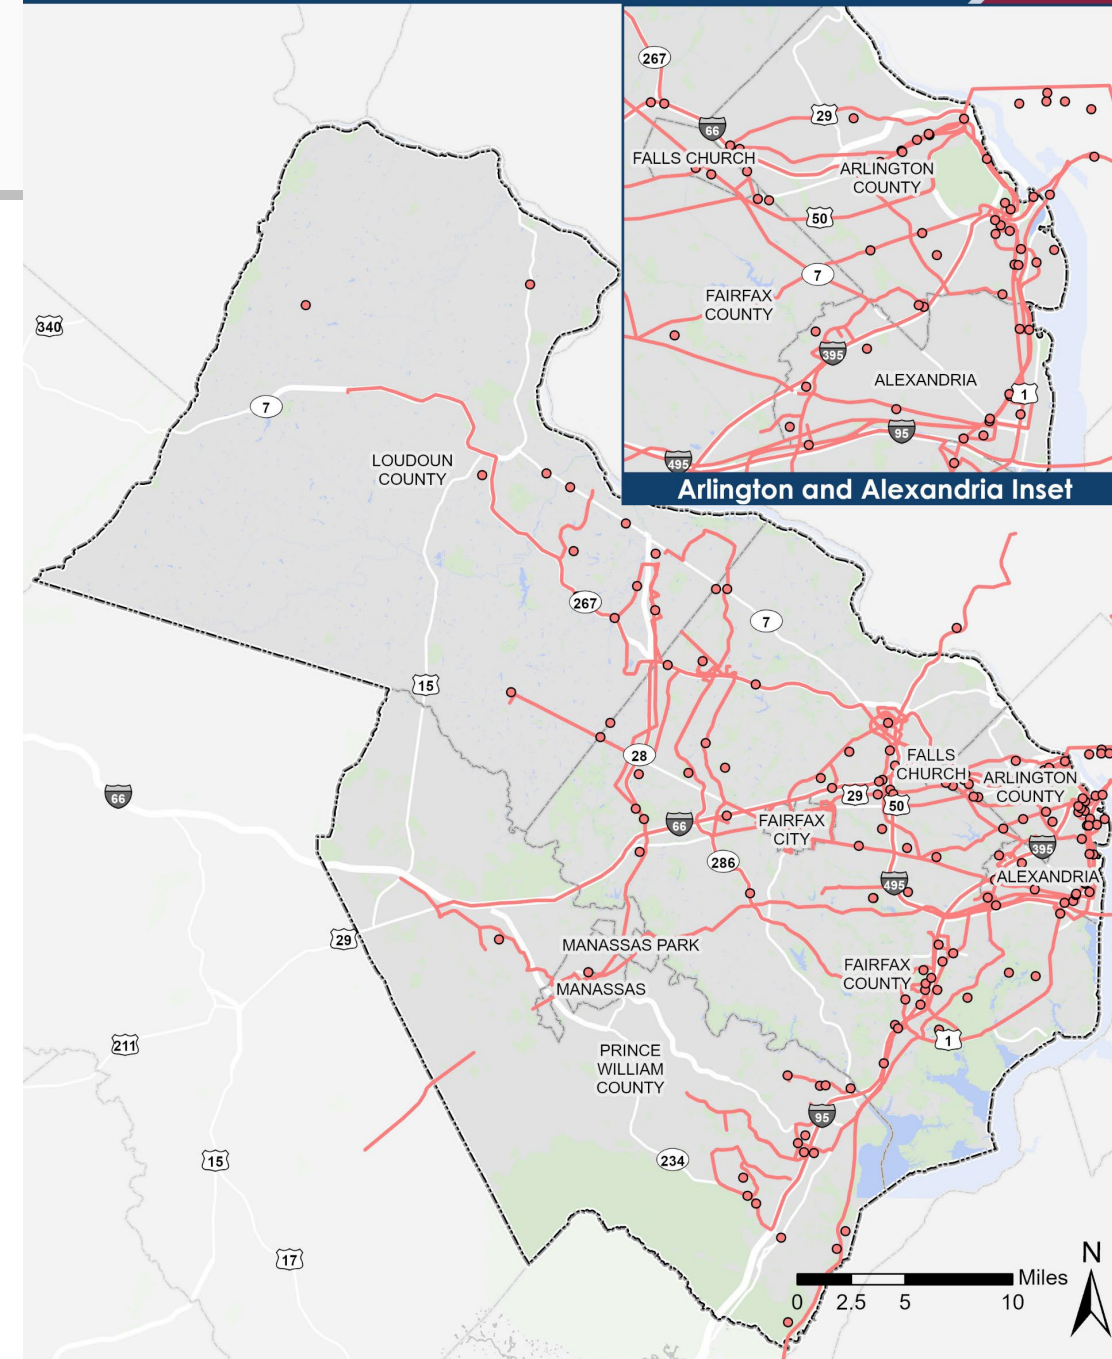 267
66
29
FALLS CHURCH
ARLINGTON
COUNTY
50
7
FAIRFAX
COUNTY
395
ALEXANDRIA
1
95
495
Arlington and Alexandria Inset
340
7
LOUDOUN
COUNTY
267
7
15
28
66
FALLS
CHURCH
ARLINGTON
COUNTY
29
50
66
FAIRFAX
CITY
395
286
ALEXANDRIA
495
29
MANASSAS PARK
FAIRFAX
COUNTY
MANASSAS
211
1
PRINCE
WILLIAM
COUNTY
95
15
234
17
N
Miles
0
2.5
5
10